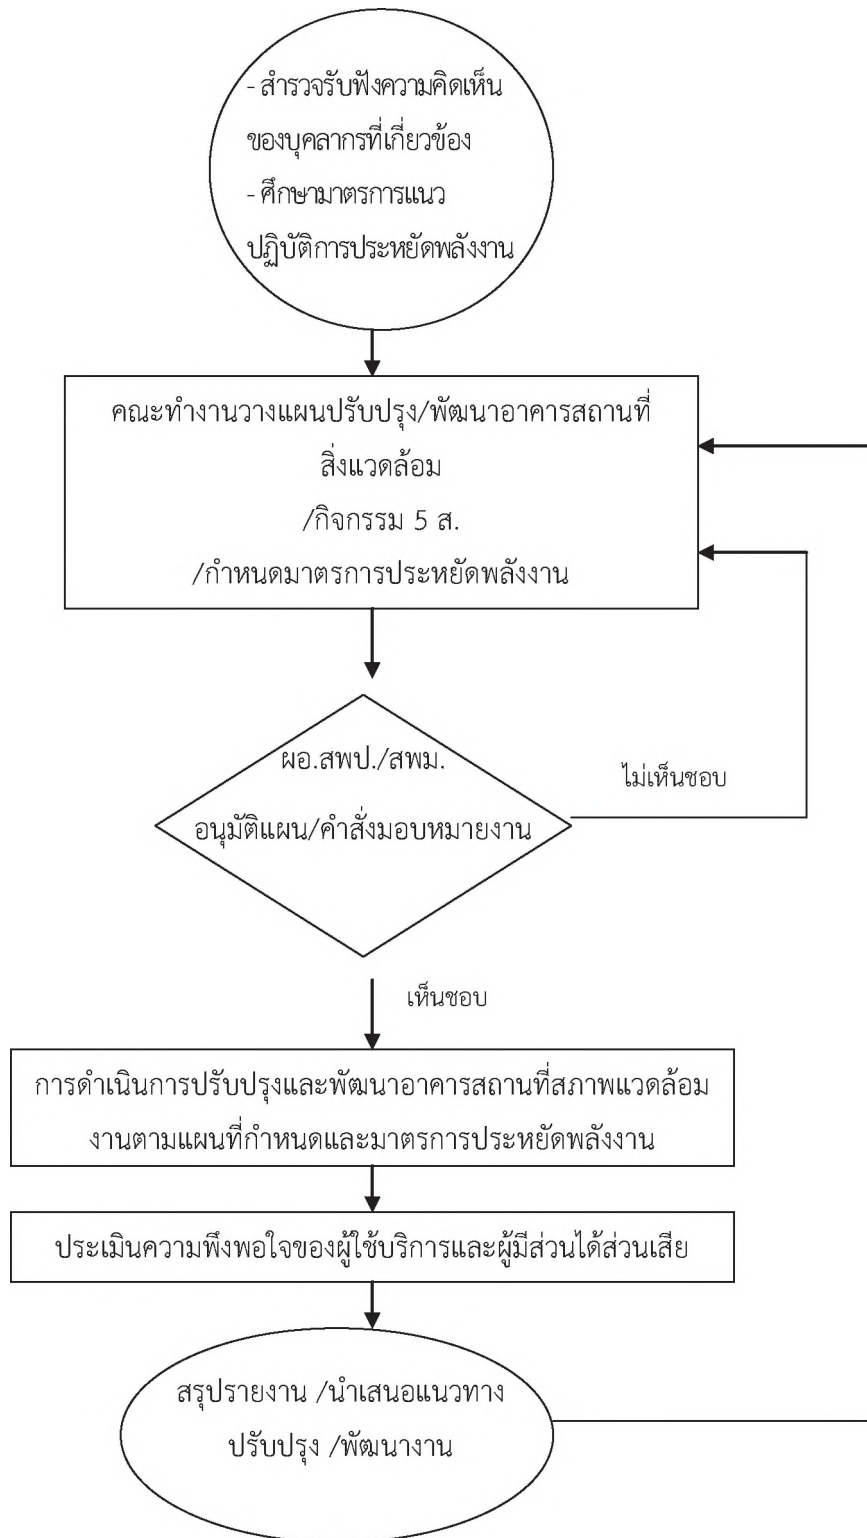 - สำรวจรับฟังความคิดเห็น
ของบุคลากรที่เกี่ยวข้อง
- ศึกษามาตรการแนว
ปฏิบัติการประหยัดพลังงาน
คณะทำงานวางแผนปรับปรุง/พัฒนาอาคารสถานที่
สิ่งแวดล้อม
/กิจกรรม 5 ส.
/กำหนดมาตรการประหยัดพลังงาน
ผอ.สพป./สพม.
อนุมัติแผน/คำสั่งมอบหมายงาน
ไม่เห็นชอบ
เห็นชอบ
การดำเนินการปรับปรุงและพัฒนาอาคารสถานที่สภาพแวดล้อม
งานตามแผนที่กำหนดและมาตรการประหยัดพลังงาน
ประเมินความพึงพอใจของผู้ใช้บริการและผู้มีส่วนได้ส่วนเสีย
สรุปรายงาน /นำเสนอแนวทาง
ปรับปรุง /พัฒนางาน